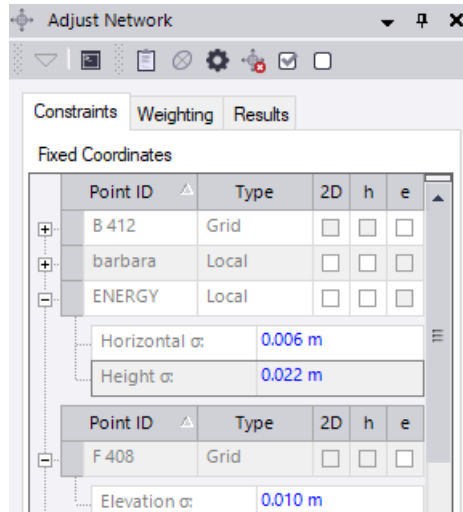 Adjust Network
Constraints Weighting Results
Fixed Coordinates
Point ID Type 2D h e
B 412 Grid
barbara Local
ENERGY Local
Horizontal σ: 0.006 m
Height σ: 0.022 m
Point ID Type 2D h e
F 408 Grid
Elevation σ: 0.010 m